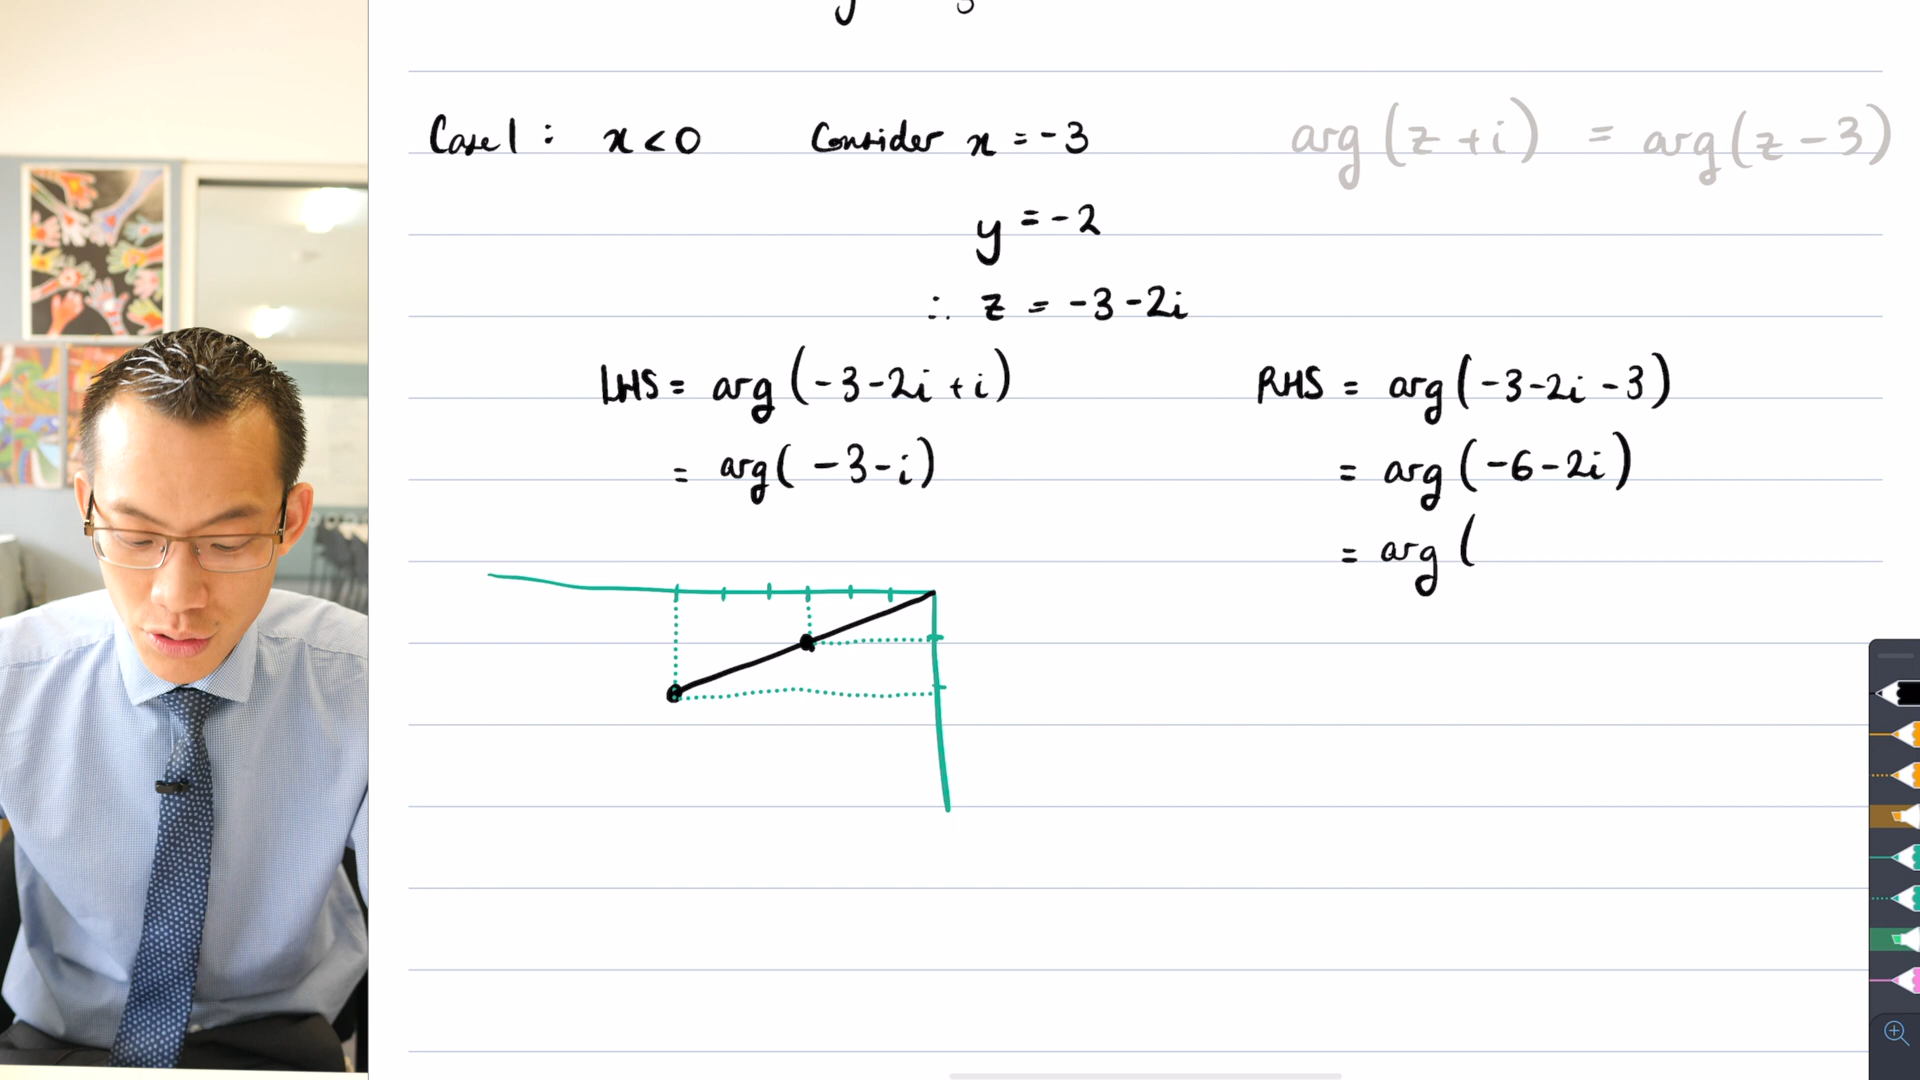 Case 1 : x < 0 Consider x = -3 arg (z + i) = arg (z - 3)
y = -2
∴ z = -3 -2i
LHS = arg (-3 -2i + i) RHS = arg (-3 -2i -3)
= arg ( -3 - i) = arg (-6 -2i)
= arg (